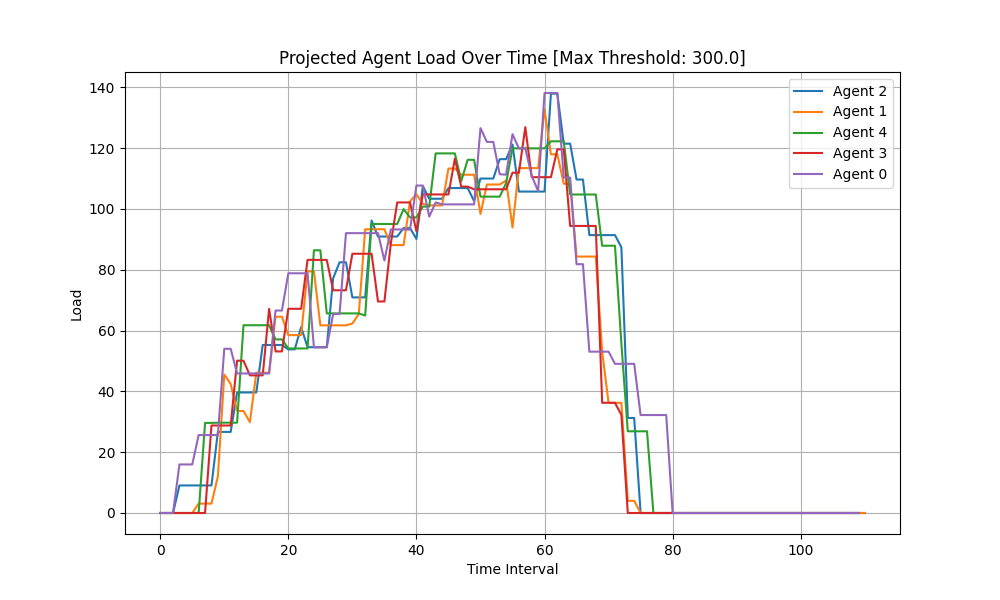 Projected Agent Load Over Time [Max Threshold: 300.0]
140
120
100
80
60
40
20
0
Load
0 20 40 60 80 100
Time Interval
Agent 2
Agent 1
Agent 4
Agent 3
Agent 0